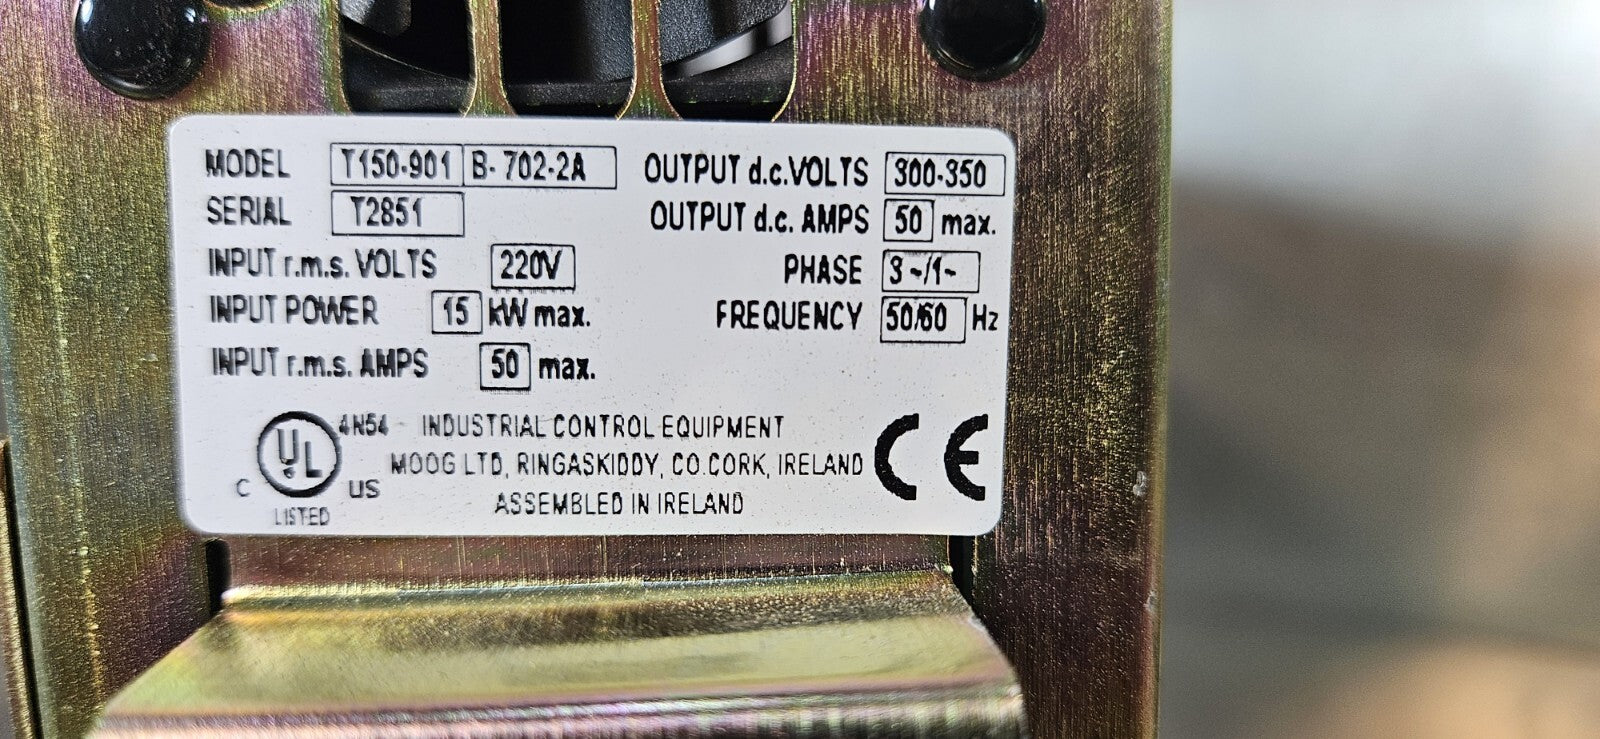 MODEL T150-901 B-702-2A
SERIAL T2851
INPUT r.m.s. VOLTS 220V
INPUT POWER 15 kW max.
INPUT r.m.s. AMPS 50 max.
OUTPUT d.c.VOLTS 300-350
OUTPUT d.c. AMPS 50 max.
PHASE 3~/1~
FREQUENCY 50/60 Hz
C UL US
LISTED
4N54 INDUSTRIAL CONTROL EQUIPMENT
MOOG LTD, RINGASKIDDY, CO.CORK, IRELAND
ASSEMBLED IN IRELAND
CE